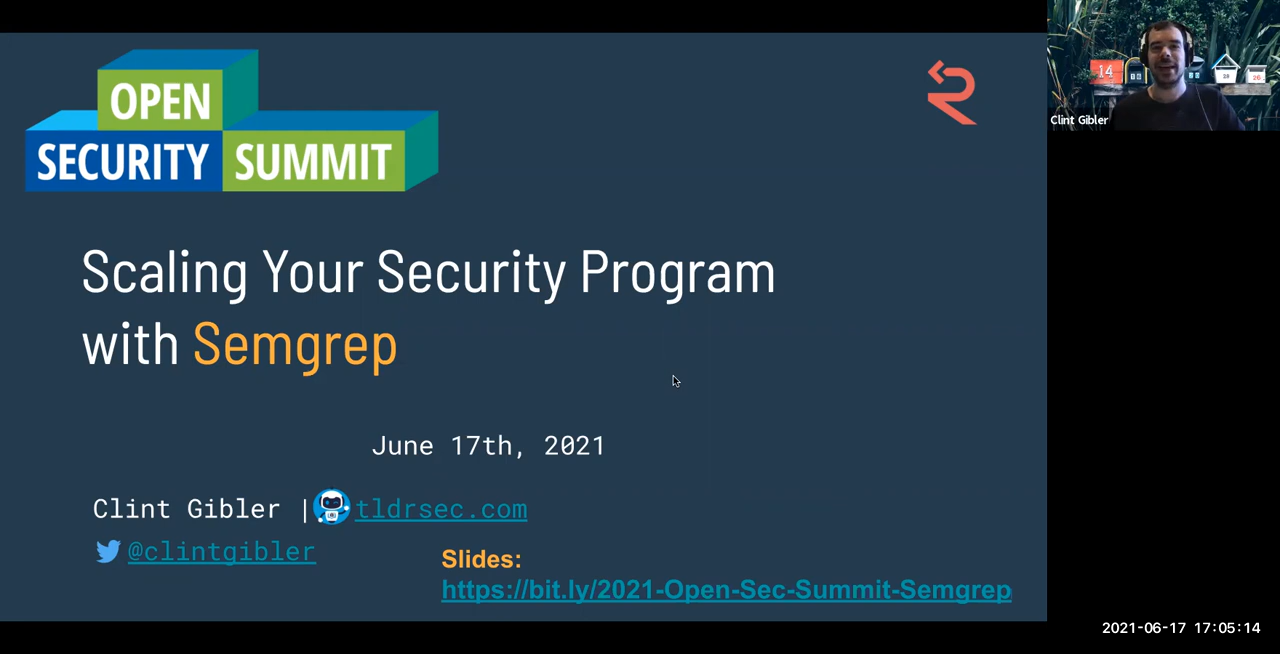 OPEN
SECURITY SUMMIT
Scaling Your Security Program
with Semgrep
June 17th, 2021
Clint Gibler | tldrsec.com
@clintgibler
Slides:
https://bit.ly/2021-Open-Sec-Summit-Semgrep
14
Clint Gibler
2021-06-17 17:05:14